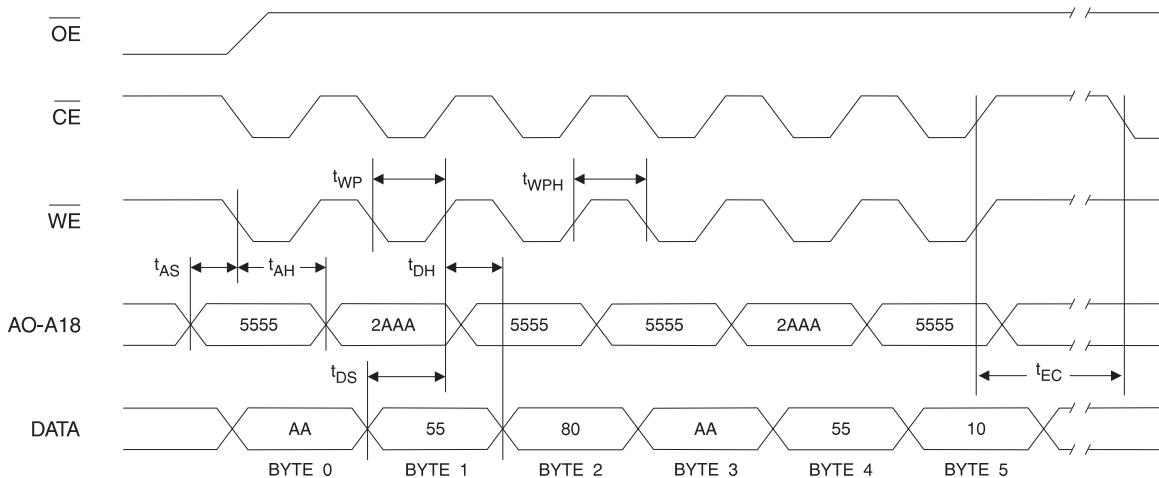 OE
CE
tWP
tWPH
WE
tAS
tAH
tDH
AO-A18
5555
2AAA
5555
5555
2AAA
5555
tDS
tEC
DATA
AA
55
80
AA
55
10
BYTE 0
BYTE 1
BYTE 2
BYTE 3
BYTE 4
BYTE 5